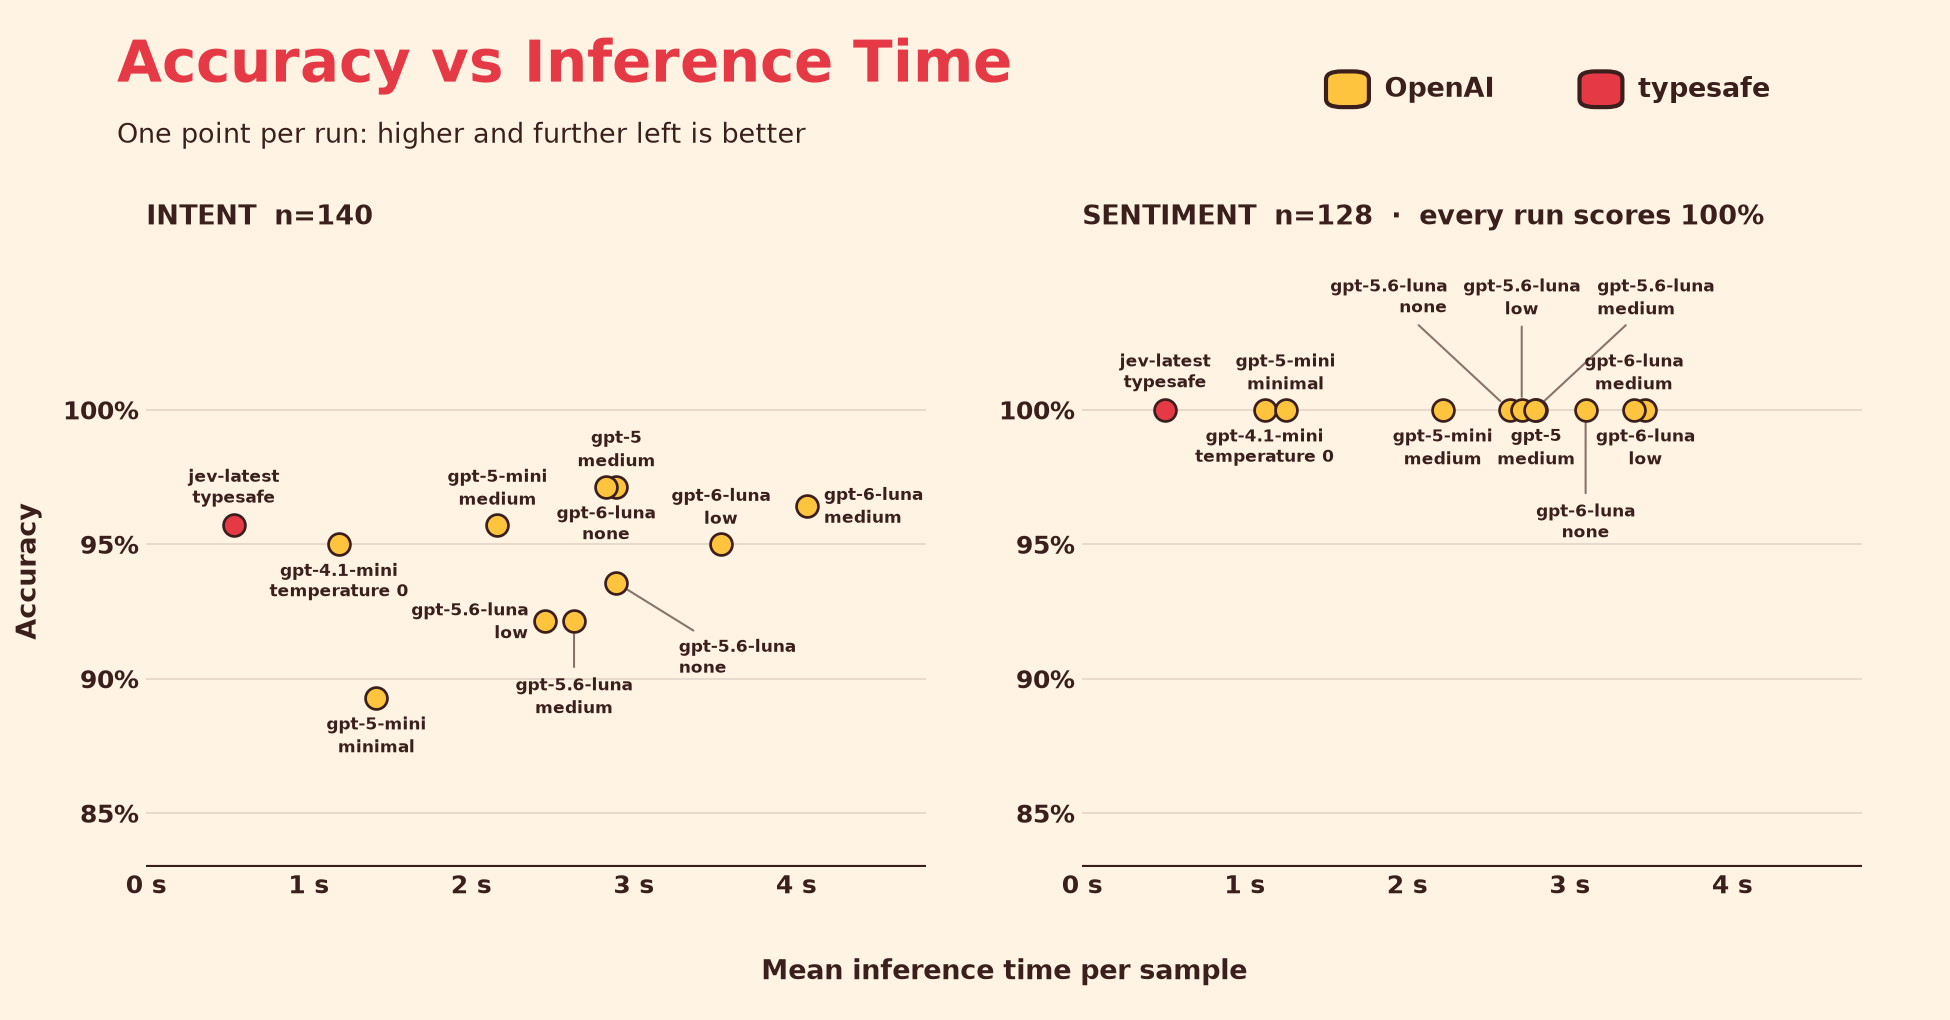 Accuracy vs Inference Time
One point per run: higher and further left is better
OpenAI
typesafe
INTENT n=140
100%
95%
90%
85%
Accuracy
jev-latest
typesafe
gpt-4.1-mini
temperature 0
gpt-5-mini
minimal
gpt-5-mini
medium
gpt-5
medium
gpt-6-luna
none
gpt-6-luna
low
gpt-6-luna
medium
gpt-5.6-luna
low
gpt-5.6-luna
medium
gpt-5.6-luna
none
0 s
1 s
2 s
3 s
4 s
SENTIMENT n=128 · every run scores 100%
100%
95%
90%
85%
gpt-5.6-luna
none
gpt-5.6-luna
low
gpt-5.6-luna
medium
jev-latest
typesafe
gpt-5-mini
minimal
gpt-6-luna
medium
gpt-4.1-mini
temperature 0
gpt-5-mini
medium
gpt-5
medium
gpt-6-luna
low
gpt-6-luna
none
0 s
1 s
2 s
3 s
4 s
Mean inference time per sample